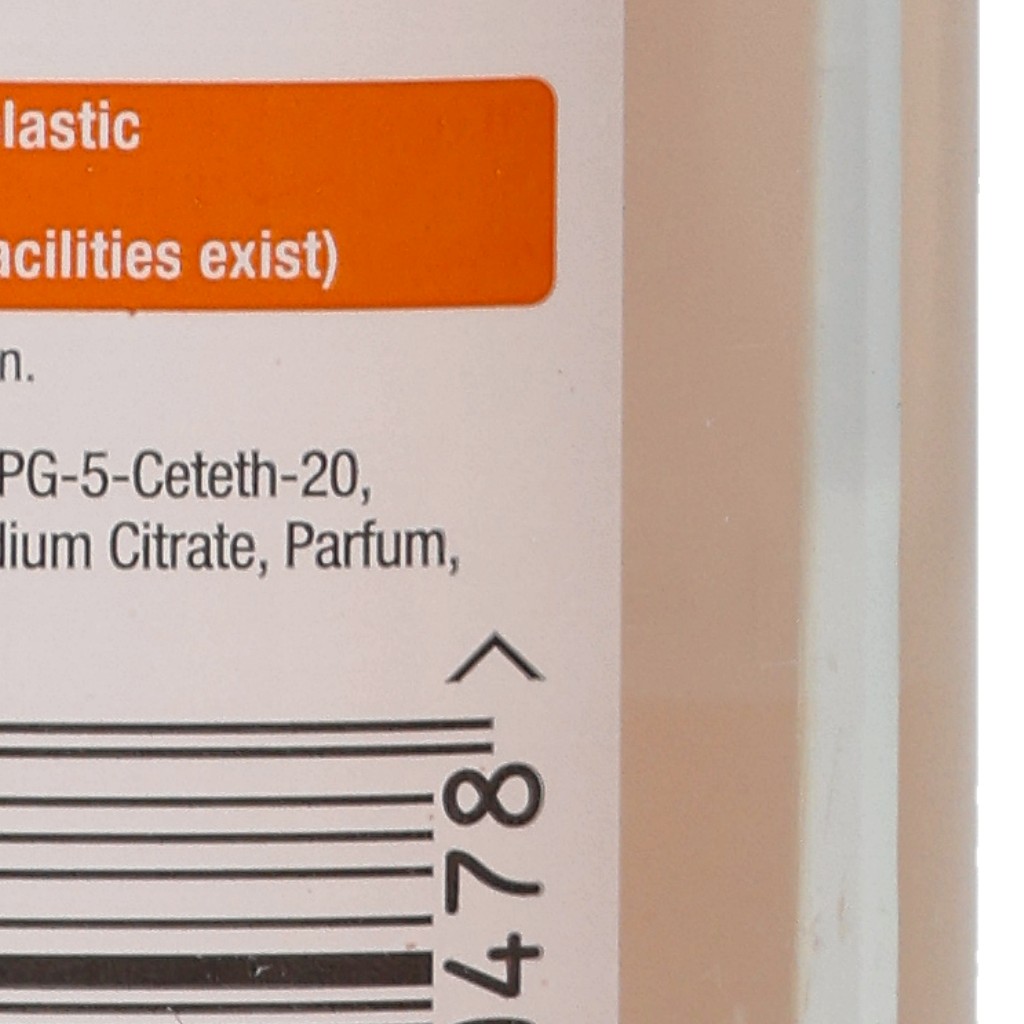 lastic
acilities exist)
n.
PG-5-Ceteth-20,
lium Citrate, Parfum,
478 >